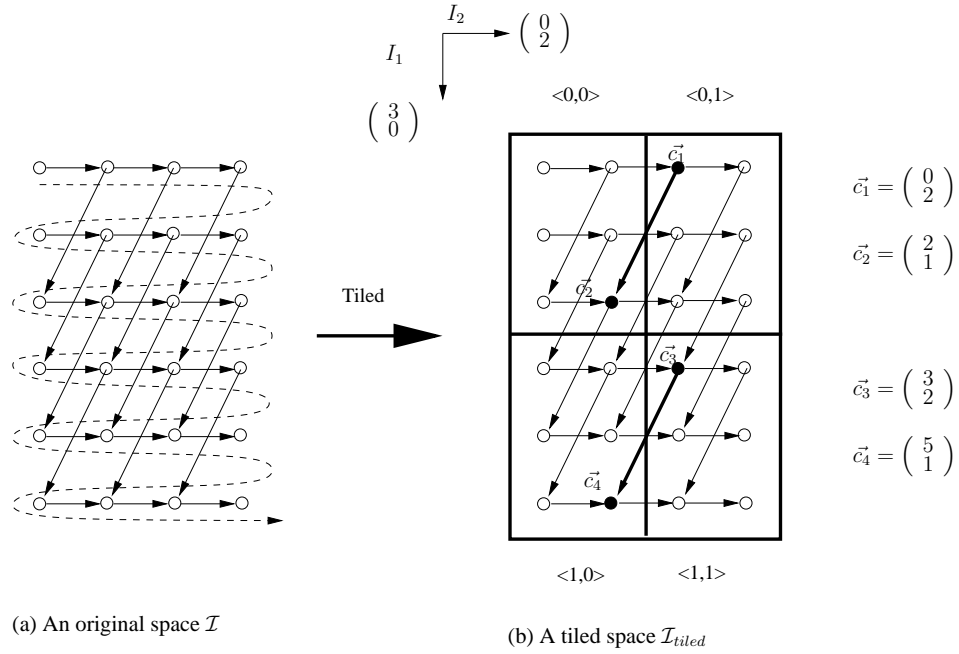 I₂
( 0 2 )
I₁
( 3 0 )
<0,0> <0,1>
c⃗₁
c⃗₁ = ( 0 2 )
c⃗₂ = ( 2 1 )
c⃗₂
Tiled
c⃗₃
c⃗₃ = ( 3 2 )
c⃗₄ = ( 5 1 )
c⃗₄
<1,0> <1,1>
(a) An original space ℐ
(b) A tiled space ℐ_tiled